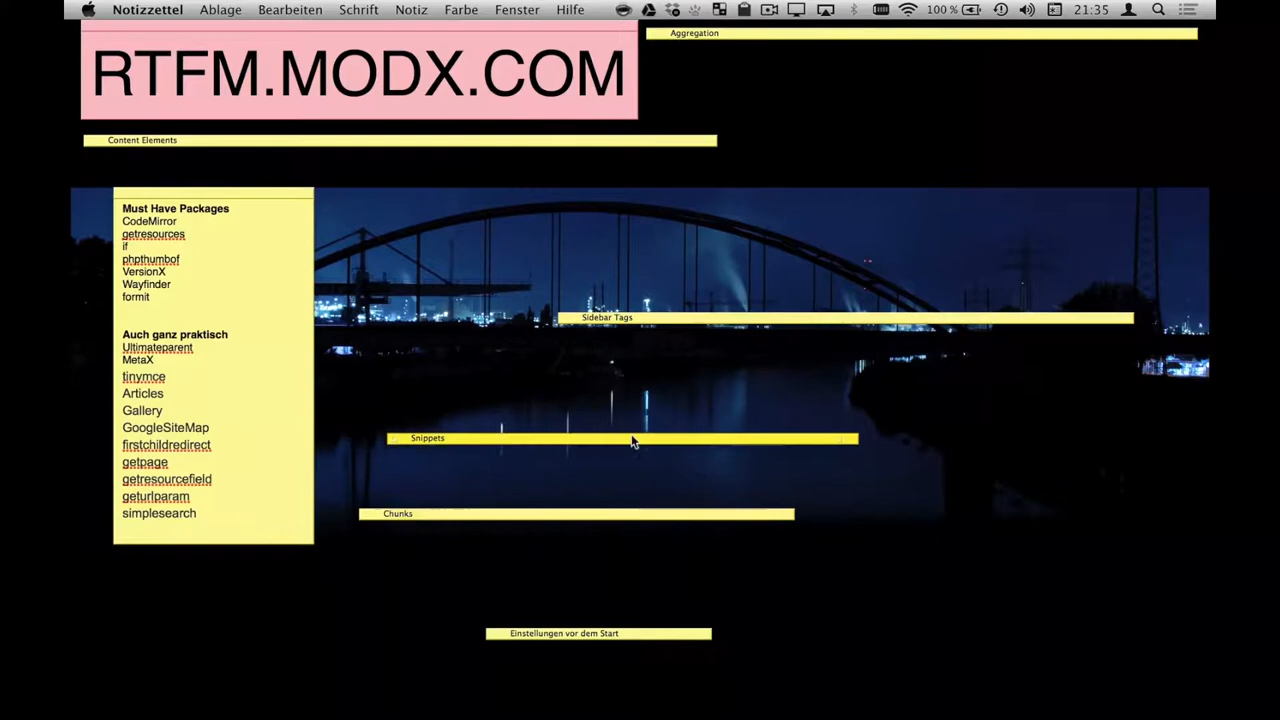 Notizzettel Ablage Bearbeiten Schrift Notiz Farbe Fenster Hilfe 100 % 21:35
RTFM.MODX.COM
Aggregation
Content Elements
Must Have Packages
CodeMirror
getresources
if
phpthumbof
VersionX
Wayfinder
formit
Auch ganz praktisch
Ultimateparent
MetaX
tinymce
Articles
Gallery
GoogleSiteMap
firstchildredirect
getpage
getresourcefield
geturlparam
simplesearch
Sidebar Tags
Snippets
Chunks
Einstellungen vor dem Start